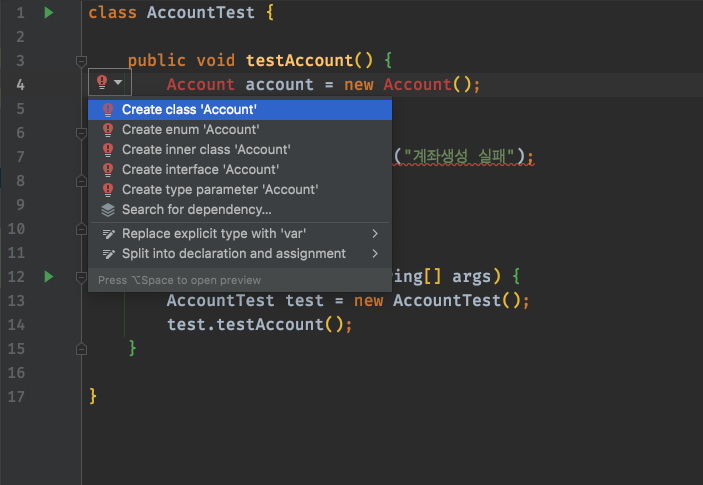 1 class AccountTest {
2
3 public void testAccount() {
4 Account account = new Account();
5
Create class 'Account'
Create enum 'Account'
6
Create inner class 'Account'
7 ("계좌생성 실패");
Create interface 'Account'
8
Create type parameter 'Account'
9
Search for dependency...
10
Replace explicit type with 'var'
11
Split into declaration and assignment
12 ring[] args) {
Press ⌥Space to open preview
13 AccountTest test = new AccountTest();
14 test.testAccount();
15 }
16
17 }